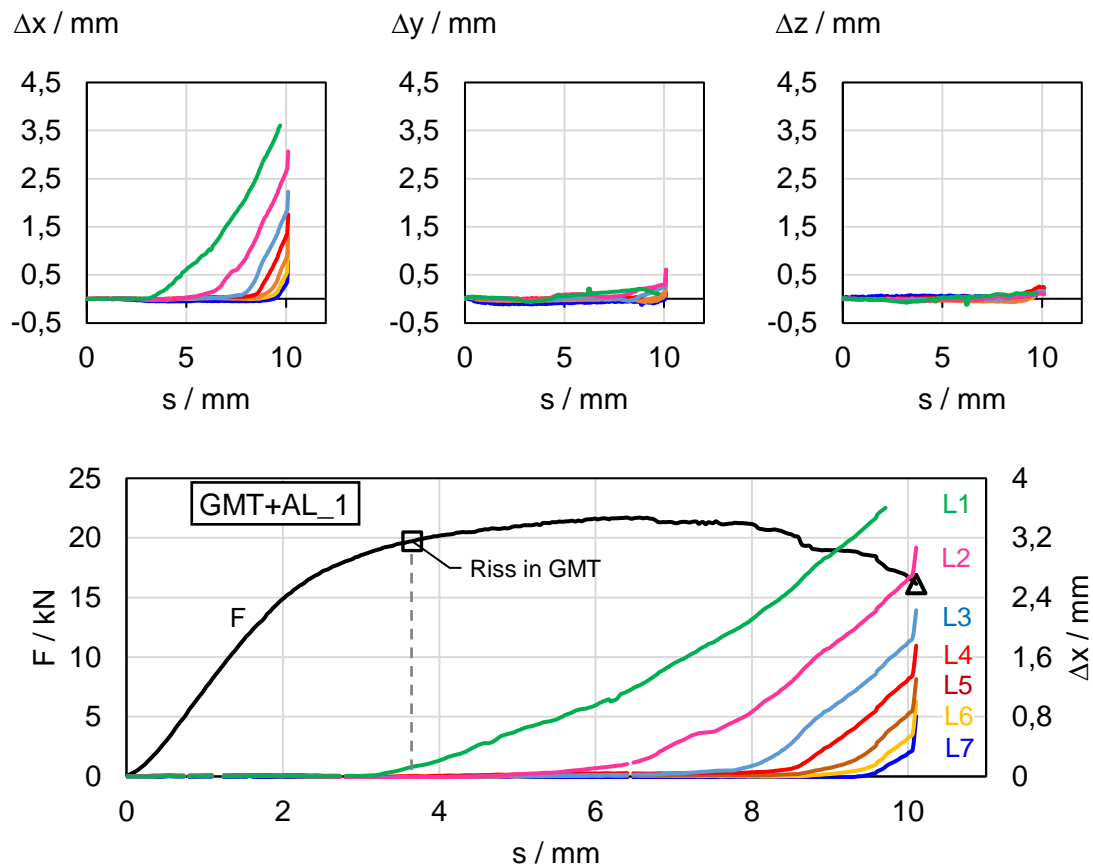 Δx / mm
Δy / mm
Δz / mm
4,5
3,5
2,5
1,5
0,5
-0,5
0
5
10
s / mm
4,5
3,5
2,5
1,5
0,5
-0,5
0
5
10
s / mm
4,5
3,5
2,5
1,5
0,5
-0,5
0
5
10
s / mm
F / kN
25
20
15
10
5
0
GMT+AL_1
F
Riss in GMT
L1
L2
L3
L4
L5
L6
L7
4
3,2
2,4
1,6
0,8
0
Δx / mm
0
2
4
6
8
10
s / mm